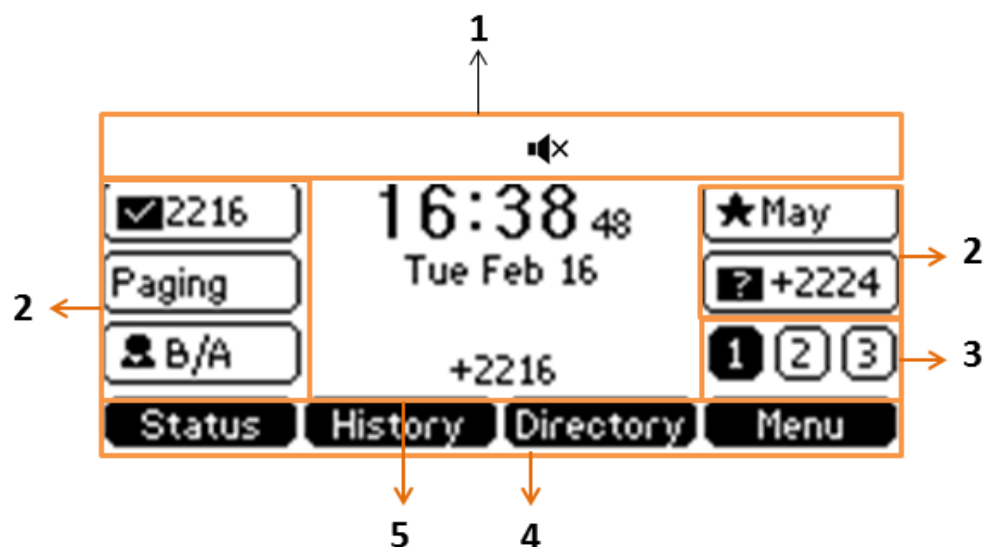 1
2216
16:38 48
May
Tue Feb 16
Paging
? +2224
2
2
B/A
+2216
1 2 3
3
Status History Directory Menu
5
4